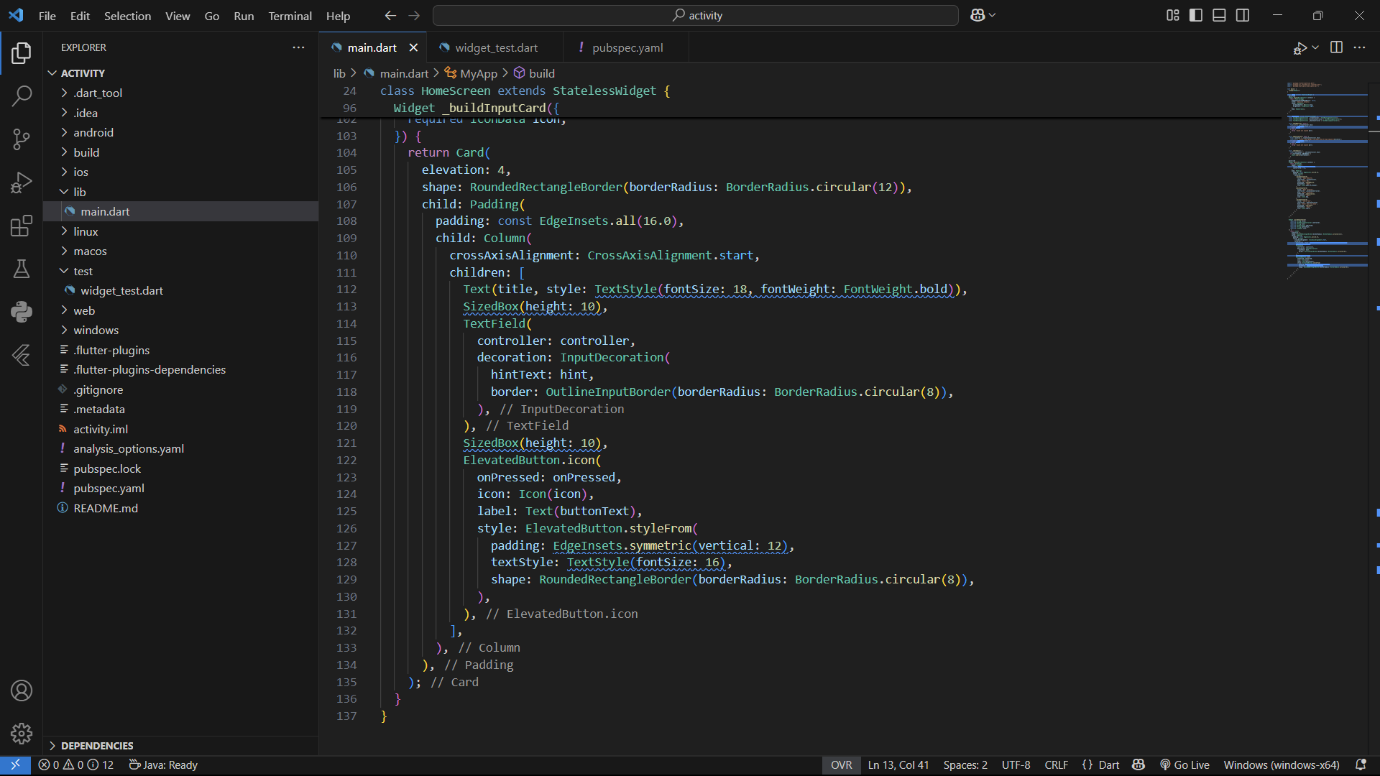 File Edit Selection View Go Run Terminal Help
activity
EXPLORER
ACTIVITY
.dart_tool
.idea
android
build
ios
lib
main.dart
linux
macos
test
widget_test.dart
web
windows
.flutter-plugins
.flutter-plugins-dependencies
.gitignore
.metadata
activity.iml
analysis_options.yaml
pubspec.lock
pubspec.yaml
README.md
DEPENDENCIES
main.dart widget_test.dart pubspec.yaml
lib > main.dart > MyApp > build
24 class HomeScreen extends StatelessWidget {
96 Widget _buildInputCard({
102 required IconData icon,
103 }) {
104 return Card(
105 elevation: 4,
106 shape: RoundedRectangleBorder(borderRadius: BorderRadius.circular(12)),
107 child: Padding(
108 padding: const EdgeInsets.all(16.0),
109 child: Column(
110 crossAxisAlignment: CrossAxisAlignment.start,
111 children: [
112 Text(title, style: TextStyle(fontSize: 18, fontWeight: FontWeight.bold)),
113 SizedBox(height: 10),
114 TextField(
115 controller: controller,
116 decoration: InputDecoration(
117 hintText: hint,
118 border: OutlineInputBorder(borderRadius: BorderRadius.circular(8)),
119 ), // InputDecoration
120 ), // TextField
121 SizedBox(height: 10),
122 ElevatedButton.icon(
123 onPressed: onPressed,
124 icon: Icon(icon),
125 label: Text(buttonText),
126 style: ElevatedButton.styleFrom(
127 padding: EdgeInsets.symmetric(vertical: 12),
128 textStyle: TextStyle(fontSize: 16),
129 shape: RoundedRectangleBorder(borderRadius: BorderRadius.circular(8)),
130 ),
131 ), // ElevatedButton.icon
132 ],
133 ), // Column
134 ), // Padding
135 ); // Card
136 }
137 }
0 0 12 Java: Ready OVR Ln 13, Col 41 Spaces: 2 UTF-8 CRLF {} Dart Go Live Windows (windows-x64)